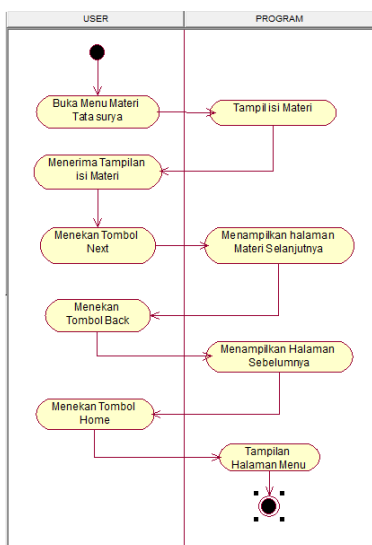 USER
PROGRAM
Buka Menu Materi
Tata surya
Tampil isi Materi
Menerima Tampilan
isi Materi
Menekan Tombol
Next
Menampilkan halaman
Materi Selanjutnya
Menekan
Tombol Back
Menampilkan Halaman
Sebelumnya
Menekan Tombol
Home
Tampilan
Halaman Menu